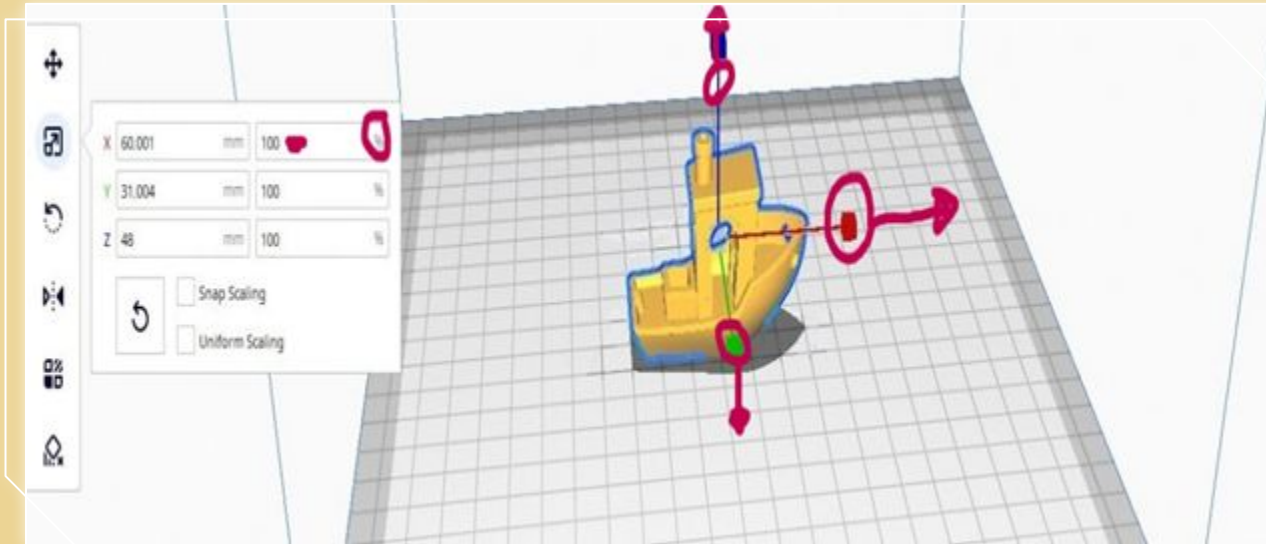 X 60.001 mm 100 %
Y 31.004 mm 100 %
Z 48 mm 100 %
Snap Scaling
Uniform Scaling